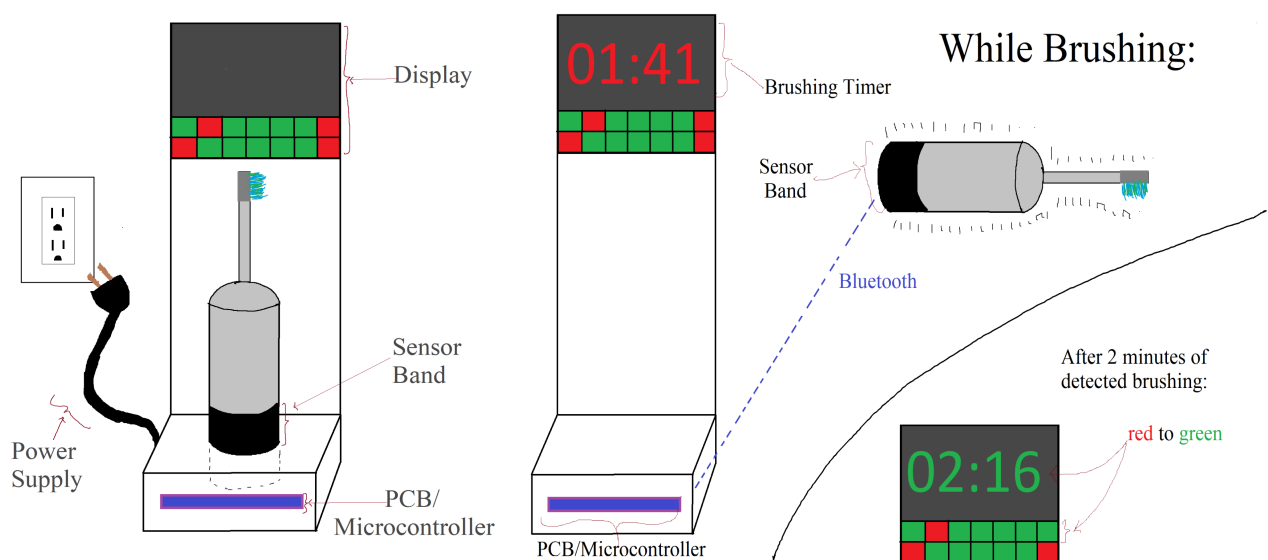 Display
Sensor
Band
Power
Supply
PCB/
Microcontroller
01:41
Brushing Timer
While Brushing:
Sensor
Band
Bluetooth
PCB/Microcontroller
After 2 minutes of
detected brushing:
red to green
02:16